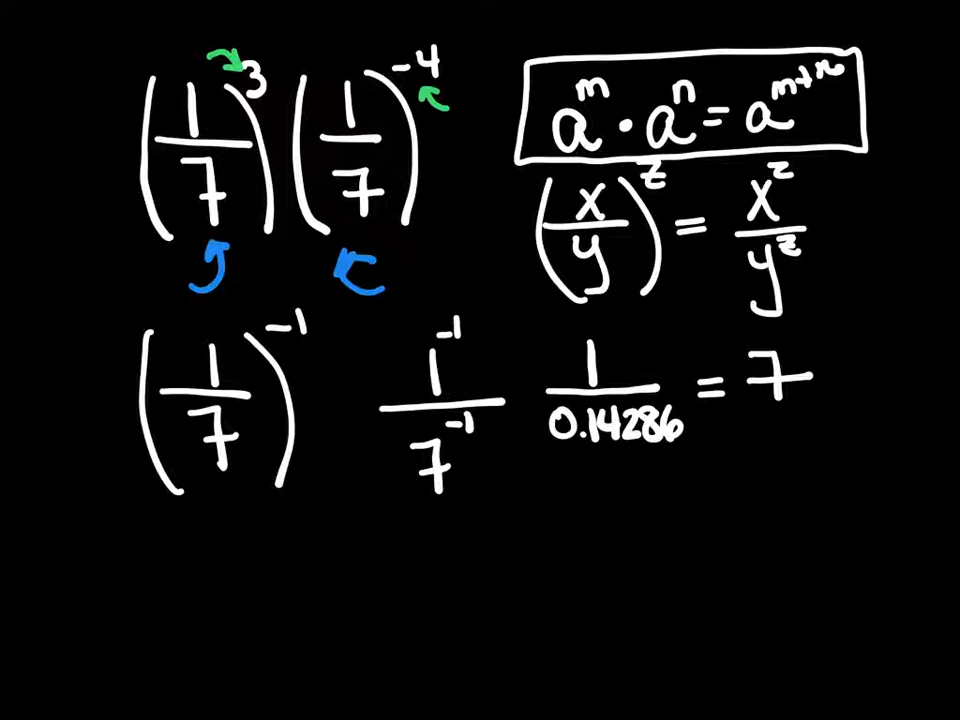 (1/7)^3 (1/7)^-4
a^m · a^n = a^m+n
(x/y)^z = x^z/y^z
(1/7)^-1 1^-1/7^-1 1/0.14286 = 7